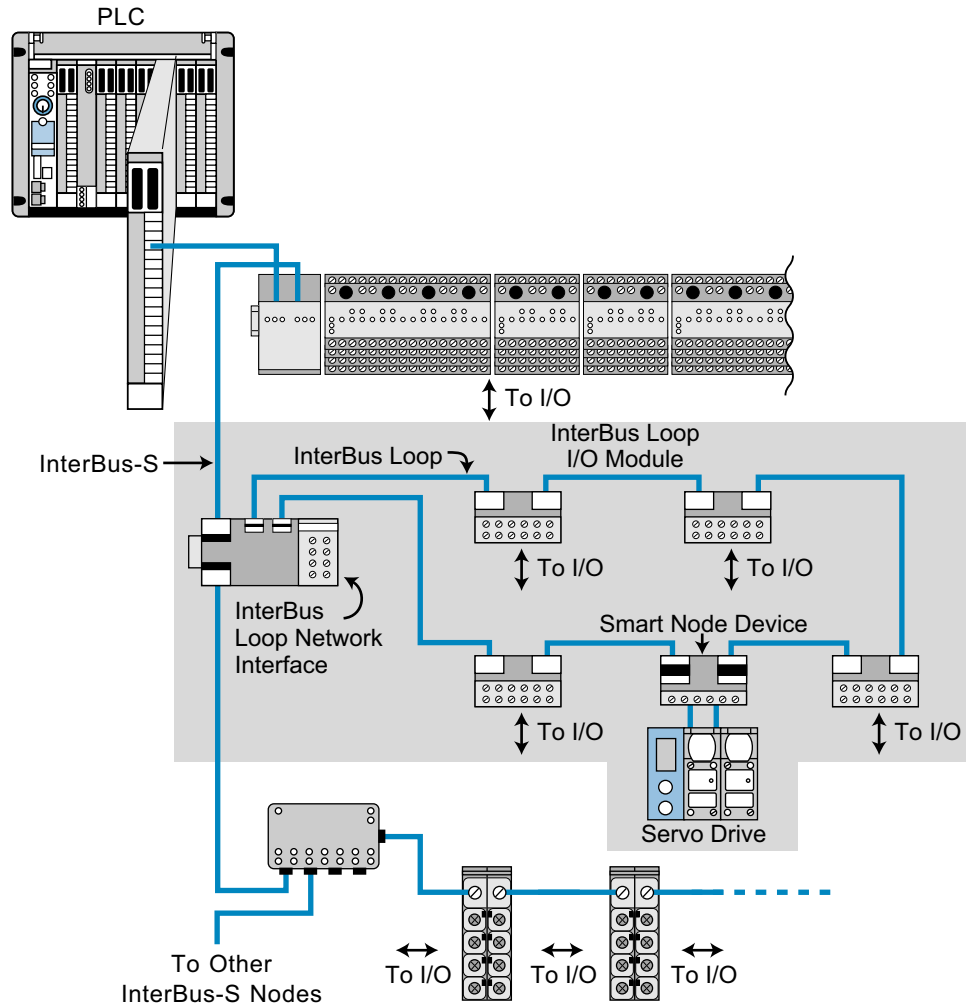 PLC
To I/O
InterBus-S
InterBus Loop
InterBus Loop
I/O Module
To I/O
To I/O
InterBus
Loop Network
Interface
Smart Node Device
To I/O
To I/O
Servo Drive
To Other
InterBus-S Nodes
To I/O
To I/O
To I/O